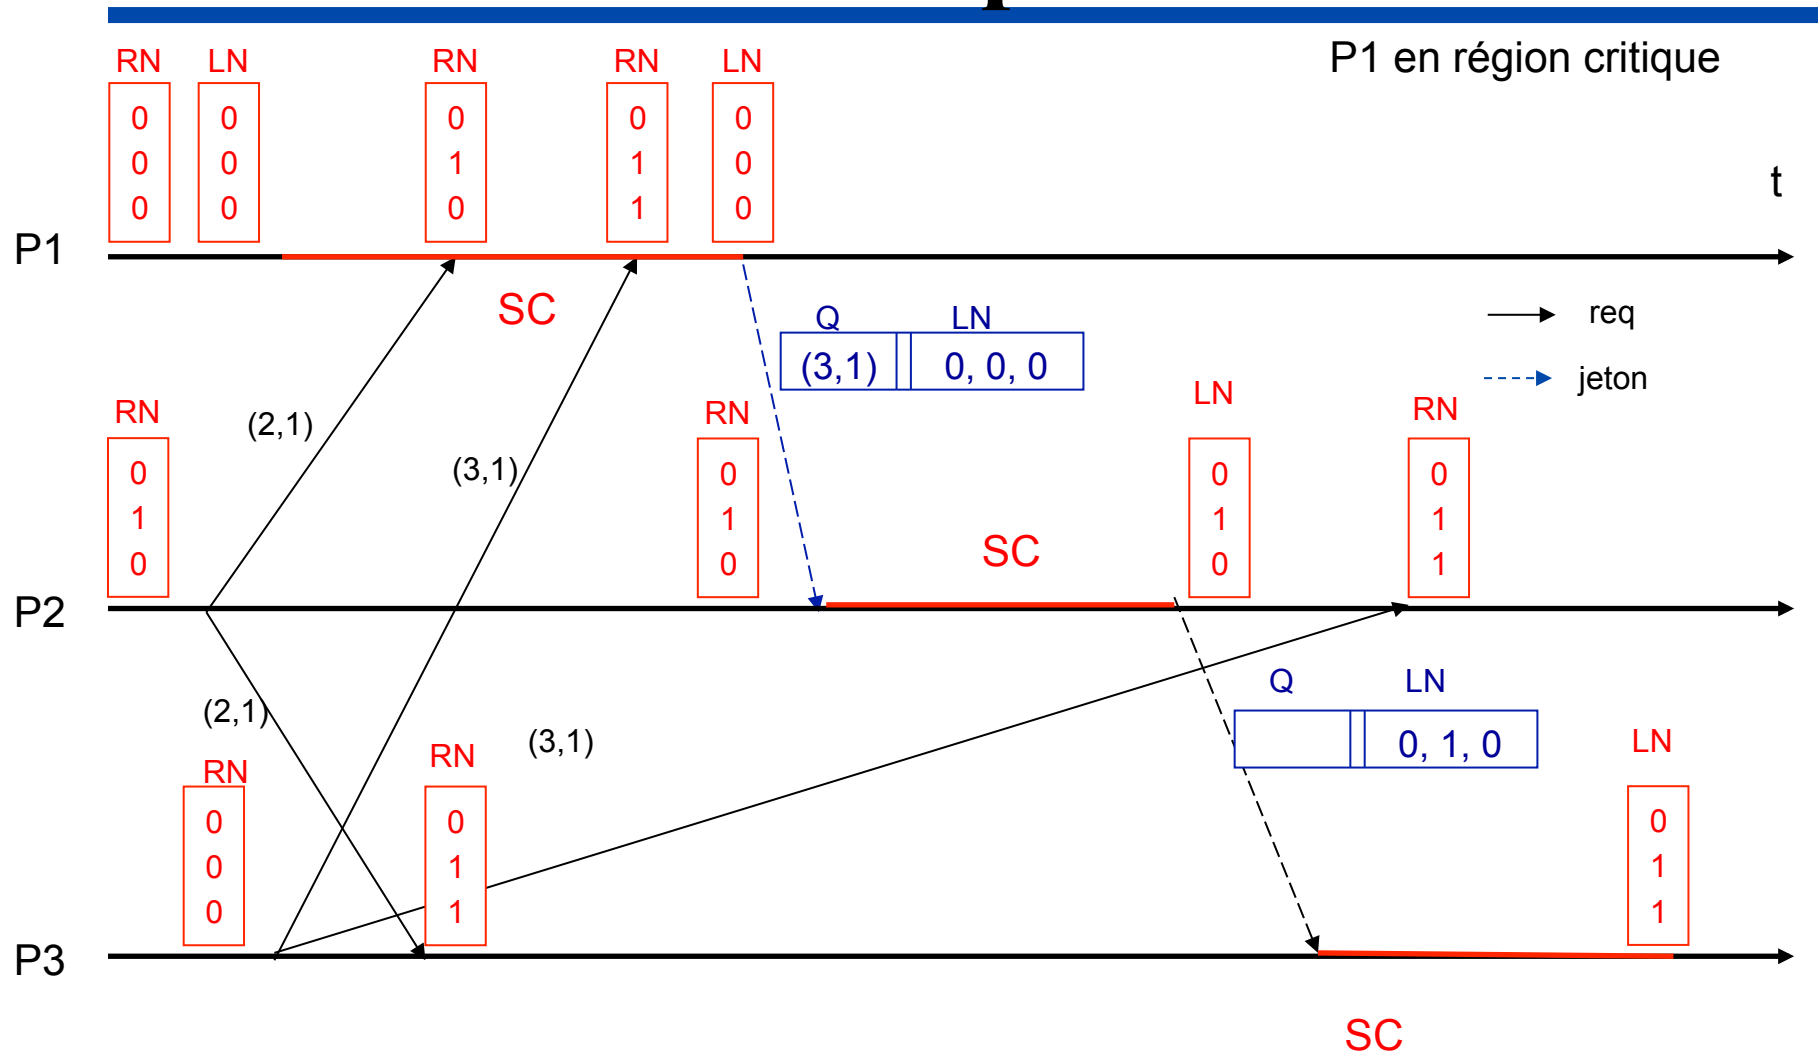 P1 en région critique
RN LN RN RN LN
0 0 0 0 0
0 0 1 1 0
0 0 0 1 0
t
P1
SC
Q LN
(3,1) 0, 0, 0
req
jeton
RN (2,1) (3,1) RN LN RN
0 0 0 0
1 1 1 1
0 0 0 1
SC
P2
(2,1) (3,1)
Q LN
0, 1, 0
RN RN LN
0 0 0
0 1 1
0 1 1
P3
SC